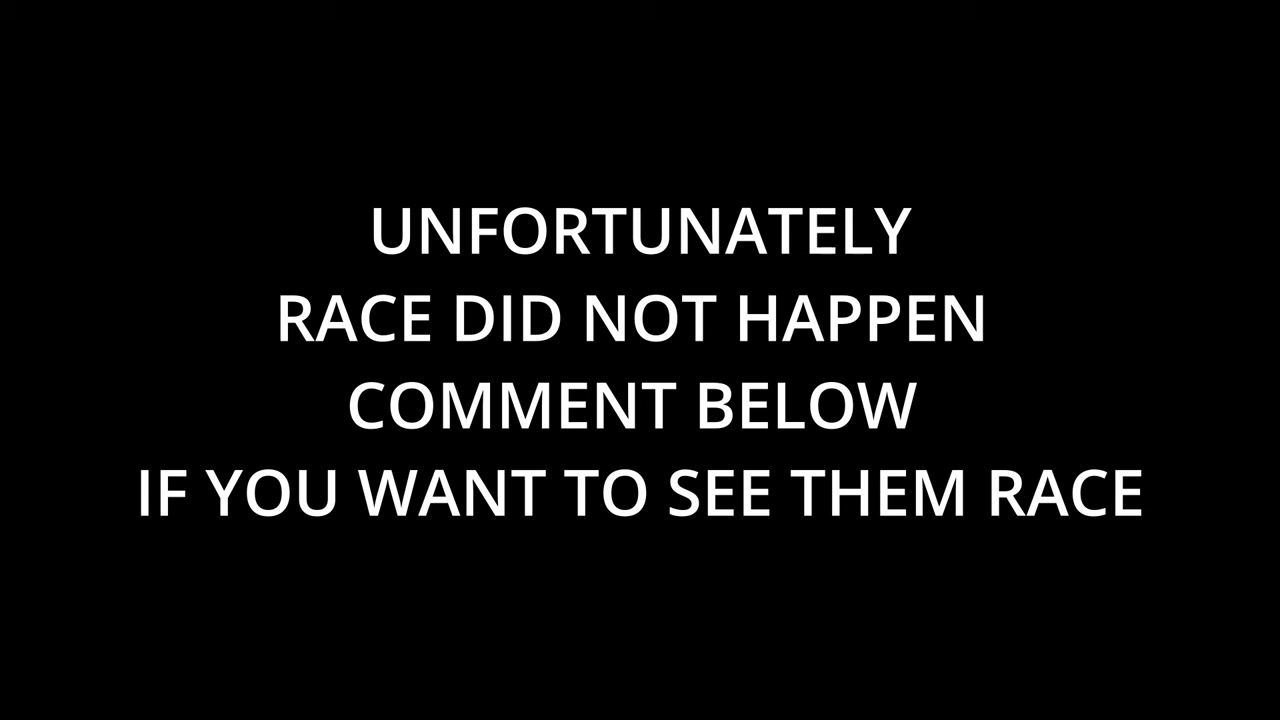 UNFORTUNATELY
RACE DID NOT HAPPEN
COMMENT BELOW
IF YOU WANT TO SEE THEM RACE